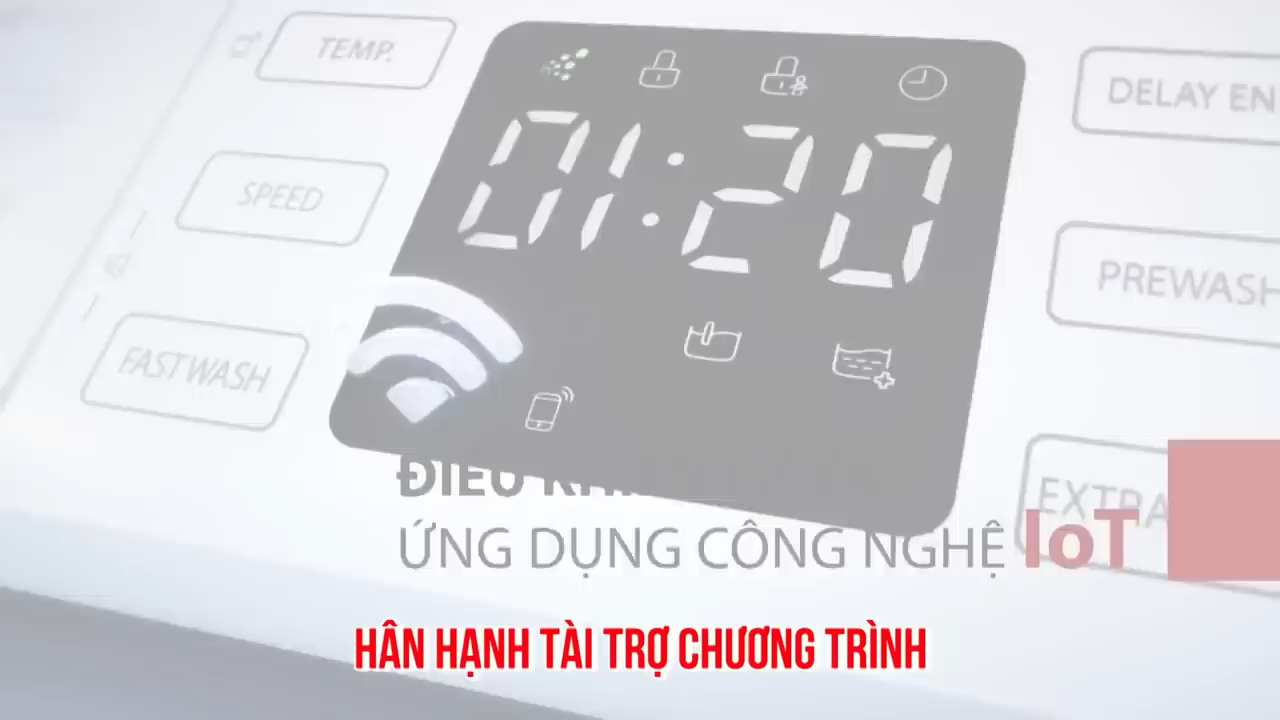 TEMP.
SPEED
FASTWASH
01:20
DELAY EN
PREWASH
EXTRA
ỨNG DỤNG CÔNG NGHỆ IoT
HÂN HẠNH TÀI TRỢ CHƯƠNG TRÌNH